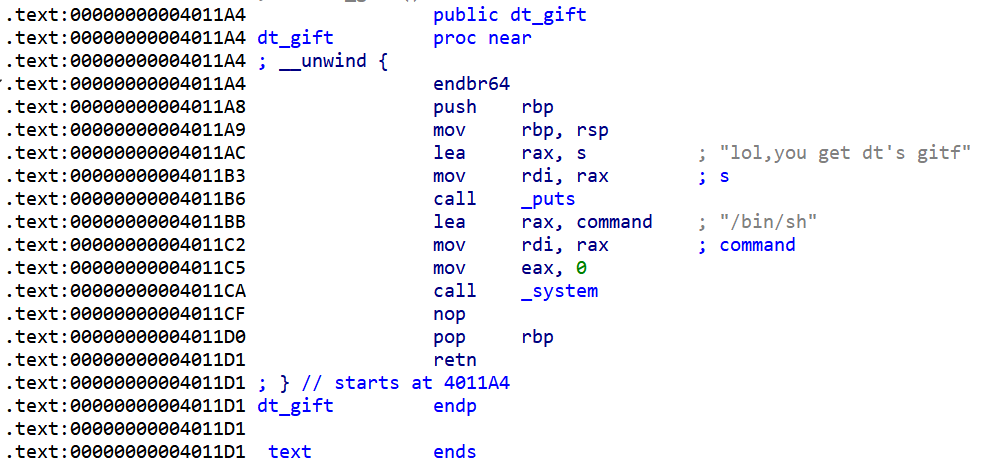 .text:00000000004011A4 public dt_gift
.text:00000000004011A4 dt_gift proc near
.text:00000000004011A4 ; __unwind {
.text:00000000004011A4 endbr64
.text:00000000004011A8 push rbp
.text:00000000004011A9 mov rbp, rsp
.text:00000000004011AC lea rax, s ; "lol,you get dt's gitf"
.text:00000000004011B3 mov rdi, rax ; s
.text:00000000004011B6 call _puts
.text:00000000004011BB lea rax, command ; "/bin/sh"
.text:00000000004011C2 mov rdi, rax ; command
.text:00000000004011C5 mov eax, 0
.text:00000000004011CA call _system
.text:00000000004011CF nop
.text:00000000004011D0 pop rbp
.text:00000000004011D1 retn
.text:00000000004011D1 ; } // starts at 4011A4
.text:00000000004011D1 dt_gift endp
.text:00000000004011D1
.text:00000000004011D1 text ends